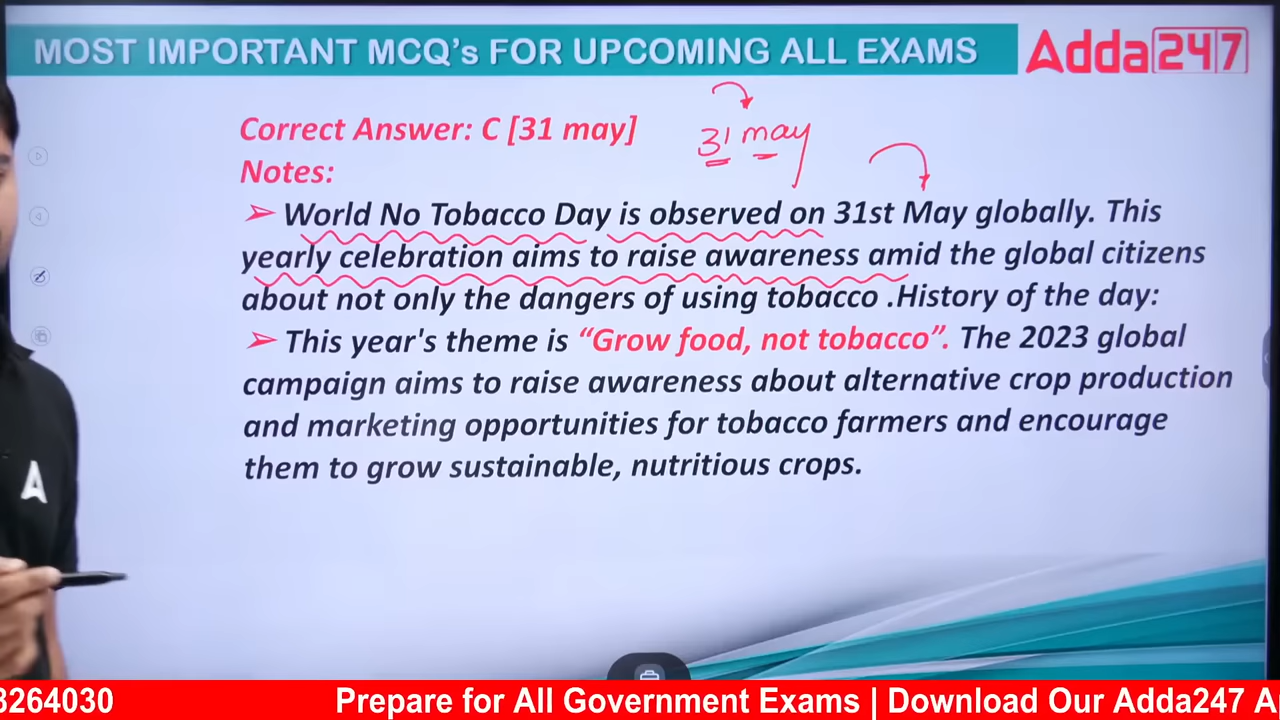 MOST IMPORTANT MCQ's FOR UPCOMING ALL EXAMS
Adda247
Correct Answer: C [31 may]
31 may
Notes:
➢ World No Tobacco Day is observed on 31st May globally. This
yearly celebration aims to raise awareness amid the global citizens
about not only the dangers of using tobacco .History of the day:
➢ This year's theme is “Grow food, not tobacco”. The 2023 global
campaign aims to raise awareness about alternative crop production
and marketing opportunities for tobacco farmers and encourage
them to grow sustainable, nutritious crops.
8264030 Prepare for All Government Exams | Download Our Adda247 A